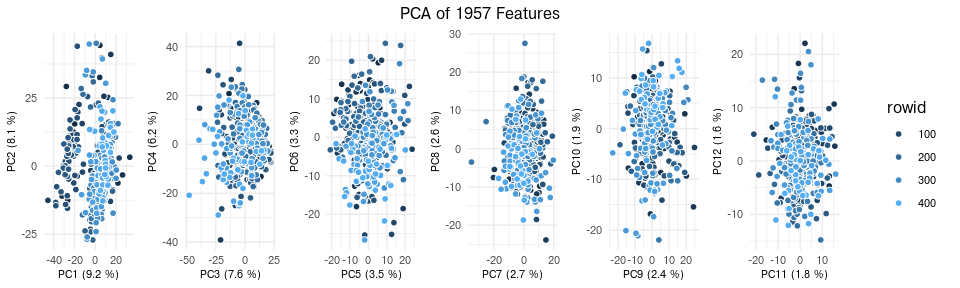 PCA of 1957 Features
PC2 (8.1 %)
25
0
-25
-40 -20 0 20
PC1 (9.2 %)
PC4 (6.2 %)
40
20
0
-20
-40
-50 -25 0 25
PC3 (7.6 %)
PC6 (3.3 %)
20
10
0
-10
-20
-20 -10 0 10 20
PC5 (3.5 %)
PC8 (2.6 %)
30
20
10
0
-10
-20
-20 0 20
PC7 (2.7 %)
PC10 (1.9 %)
10
0
-10
-20
-20 -10 0 10 20
PC9 (2.4 %)
PC12 (1.6 %)
20
10
0
-10
-20 -10 0 10
PC11 (1.8 %)
rowid
100
200
300
400